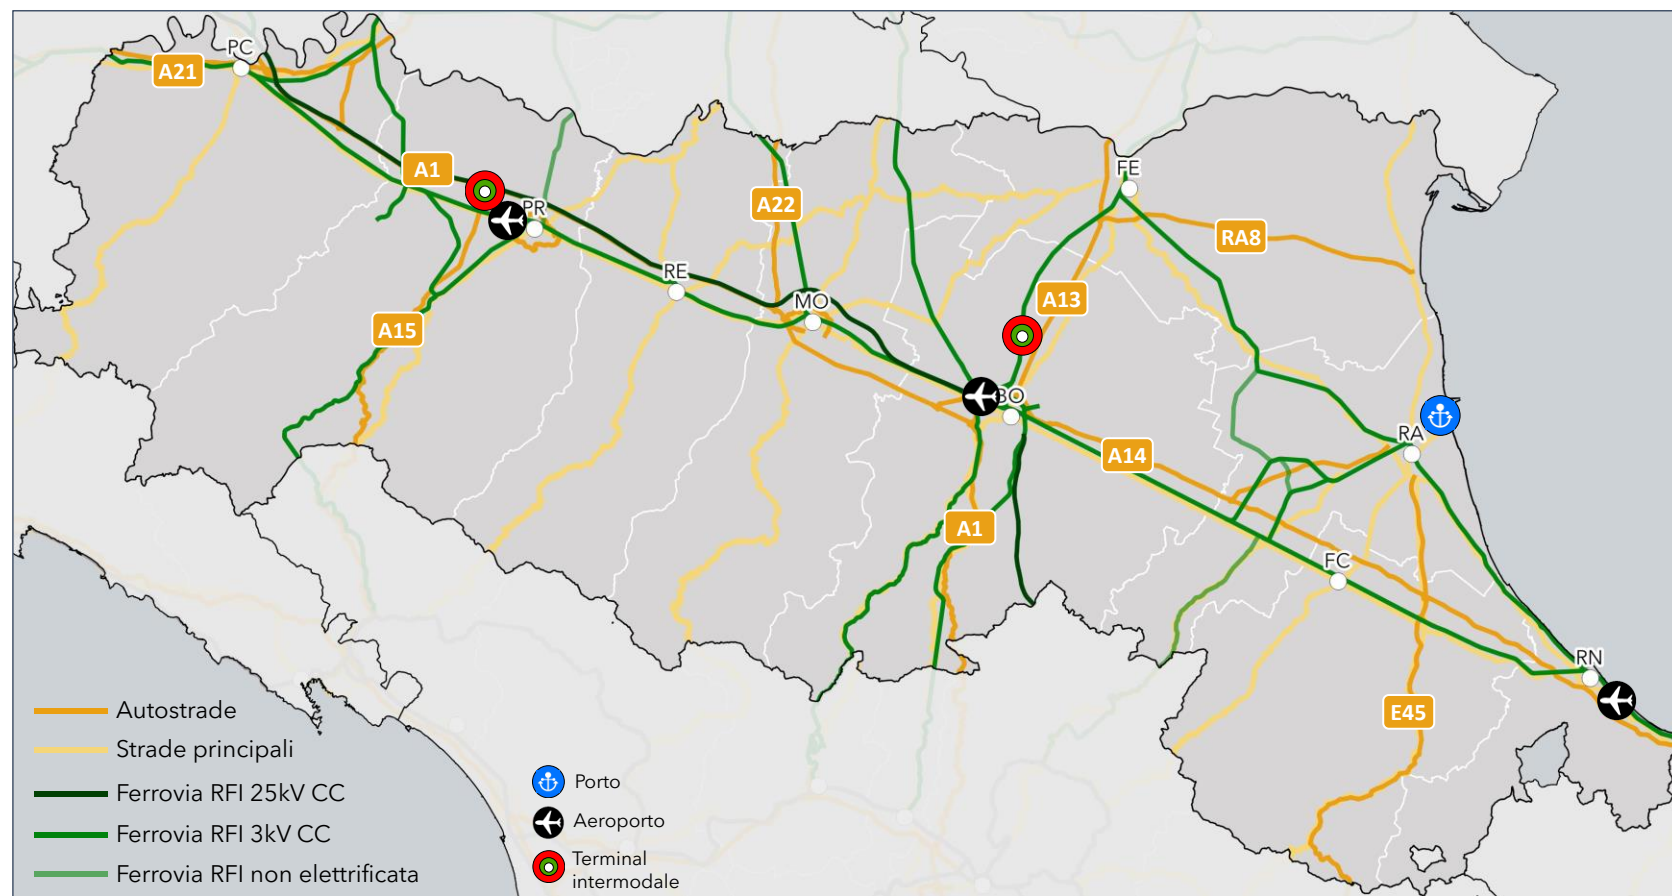 PC
A21
A1
PR
A22
FE
RA8
RE
MO
A13
A15
BO
RA
A14
A1
FC
RN
E45
Autostrade
Strade principali
Ferrovia RFI 25kV CC
Ferrovia RFI 3kV CC
Ferrovia RFI non elettrificata
Porto
Aeroporto
Terminal
intermodale